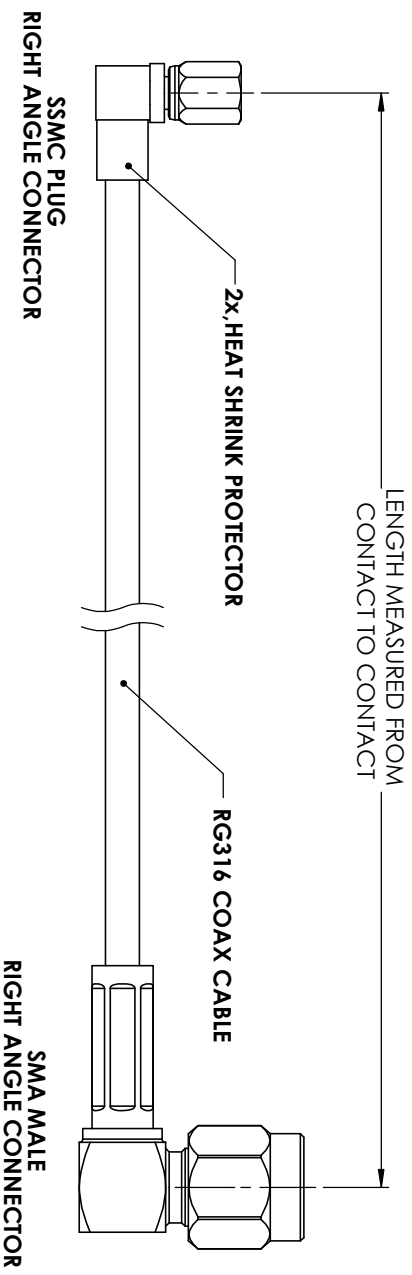 LENGTH MEASURED FROM
CONTACT TO CONTACT
2x,HEAT SHRINK PROTECTOR
RG316 COAX CABLE
SSMC PLUG
RIGHT ANGLE CONNECTOR
SMA MALE
RIGHT ANGLE CONNECTOR